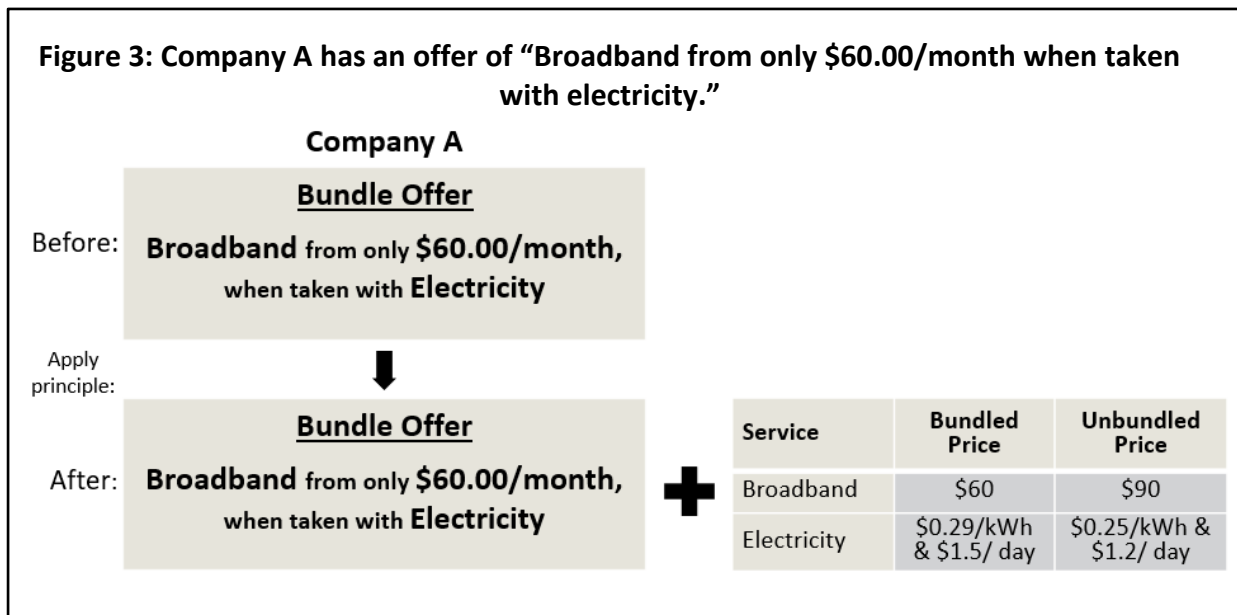 Figure 3: Company A has an offer of “Broadband from only $60.00/month when taken
with electricity.”
Company A
Before:
Bundle Offer
Broadband from only $60.00/month,
when taken with Electricity
Apply
principle:
After:
Bundle Offer
Broadband from only $60.00/month,
when taken with Electricity
Service Bundled Price Unbundled Price
Broadband $60 $90
Electricity $0.29/kWh & $1.5/ day $0.25/kWh & $1.2/ day